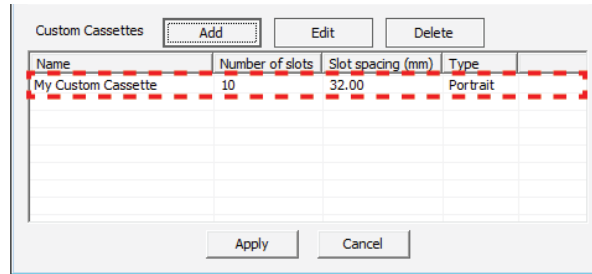 Custom Cassettes Add Edit Delete
Name Number of slots Slot spacing (mm) Type
My Custom Cassette 10 32.00 Portrait
Apply Cancel